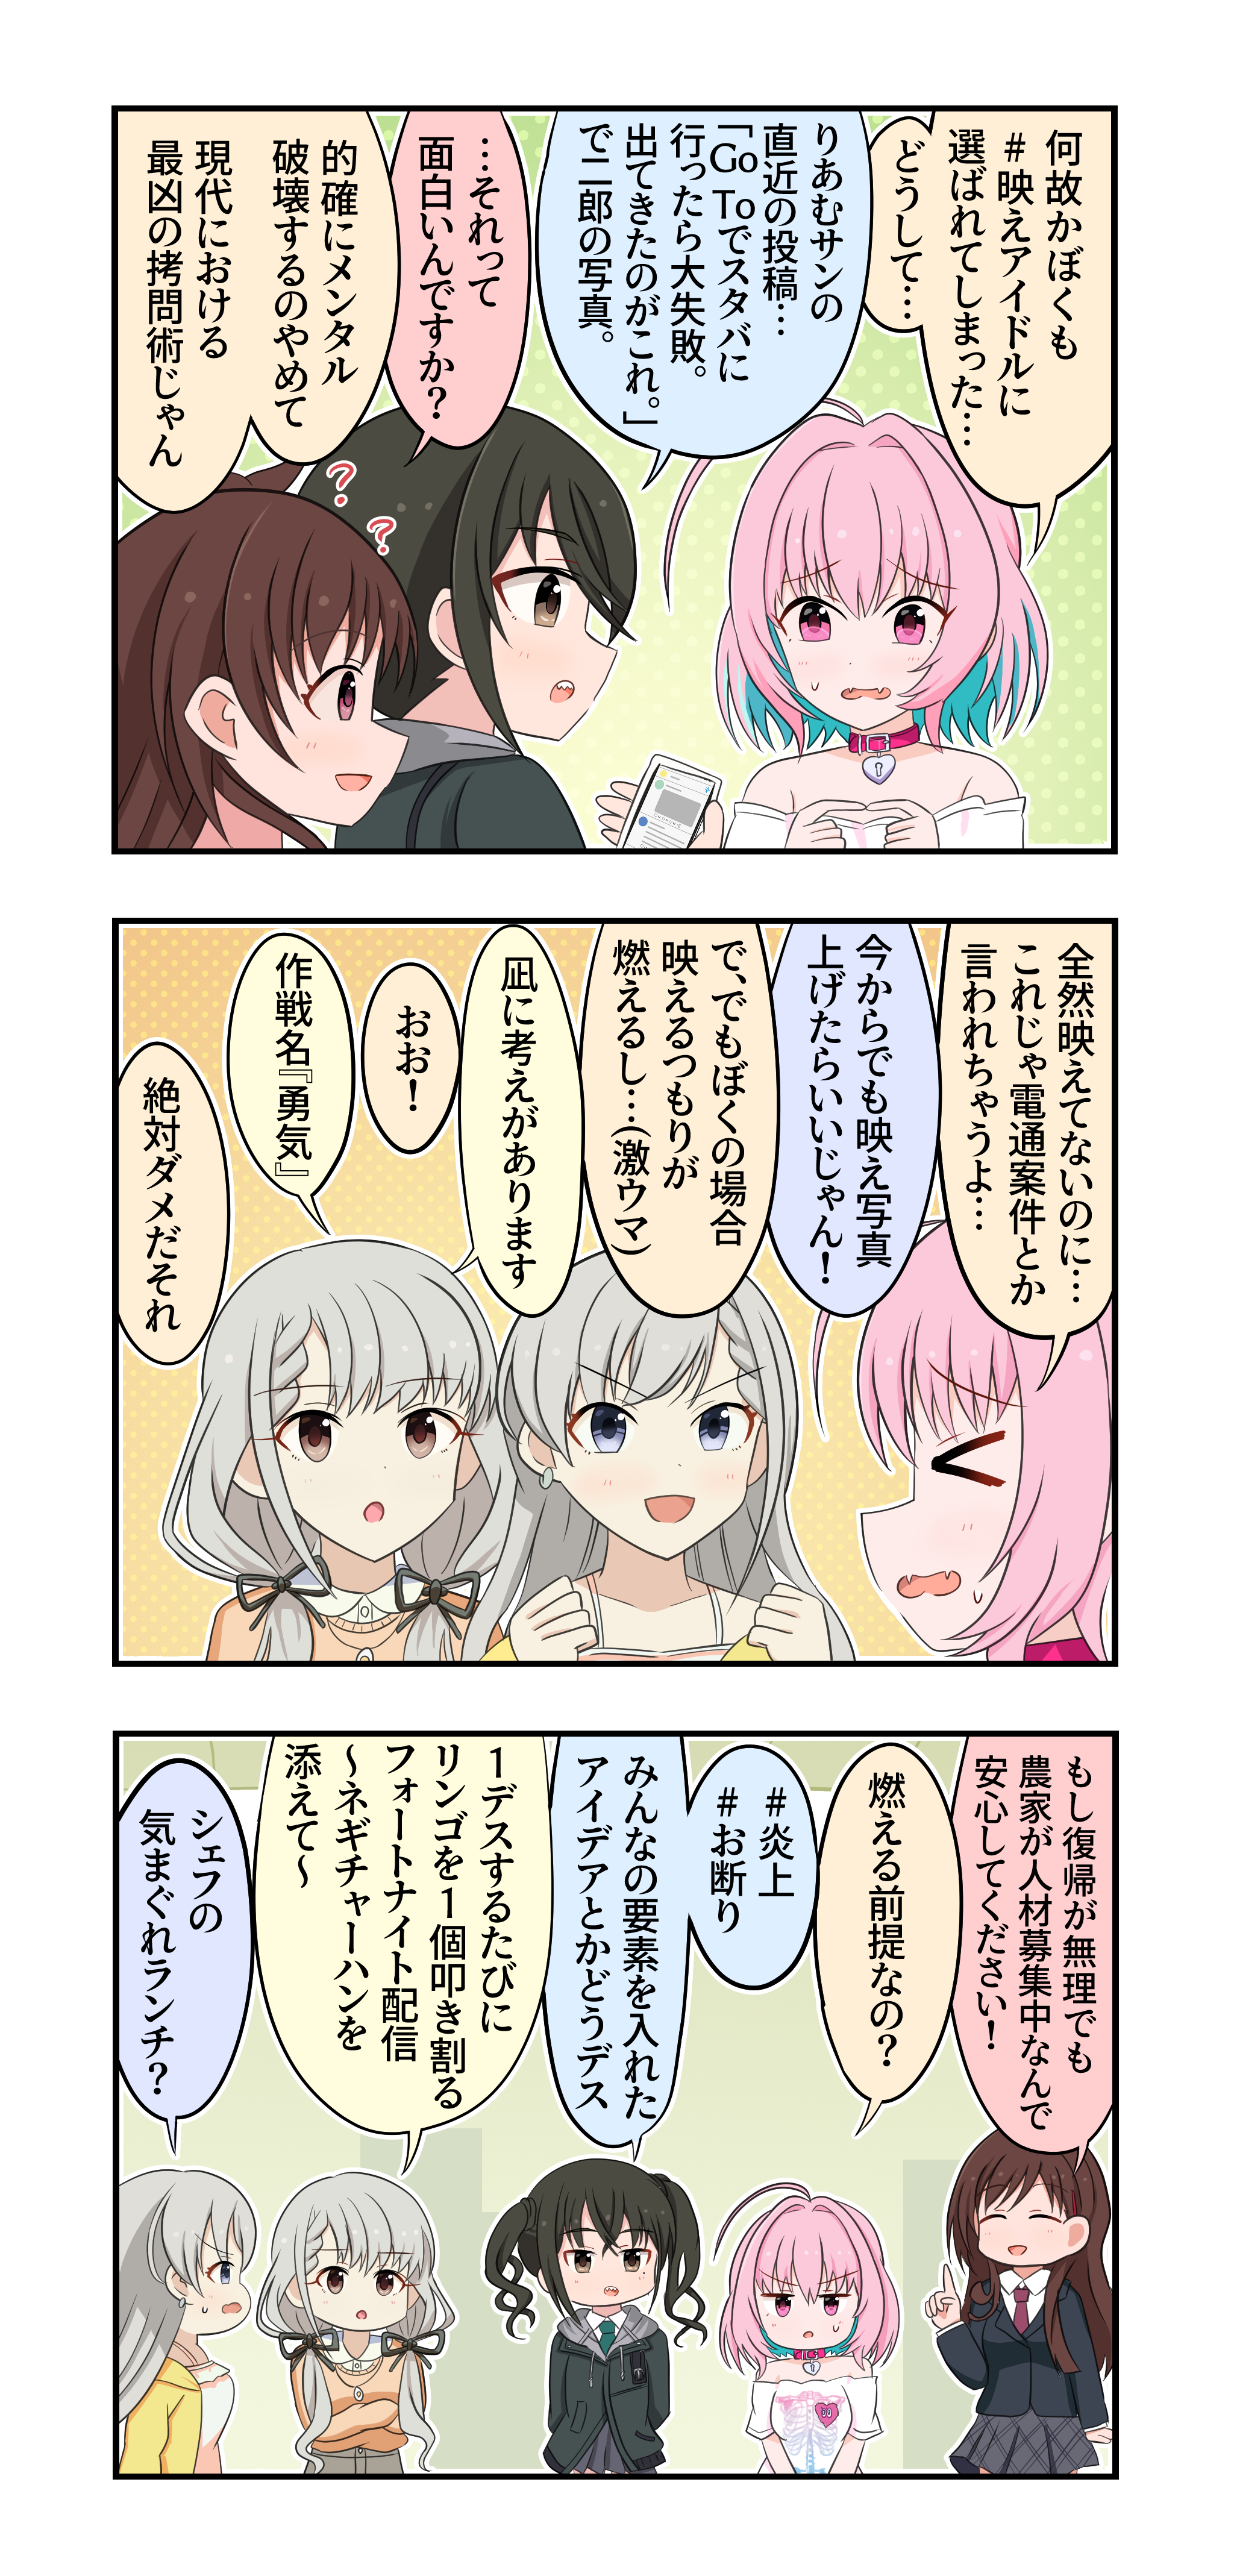 何故かぼくも
#映えアイドルに
選ばれてしまった…
どうして…
りあむサンの
直近の投稿…
「Go Toでスタバに
行ったら大失敗。
出てきたのがこれ。」
で二郎の写真。
…それって
面白いんですか?
??
的確にメンタル
破壊するのやめて
現代における
最凶の拷問術じゃん
全然映えてないのに…
これじゃ電通案件とか
言われちゃうよ…
今からでも映え写真
上げたらいいじゃん!
で、でもぼくの場合
映えるつもりが
燃えるし…(激ウマ)
凪に考えがあります
おお!
作戦名『勇気』
絶対ダメだそれ
もし復帰が無理でも
農家が人材募集中なんで
安心してください!
燃える前提なの?
#炎上
#お断り
みんなの要素を入れた
アイデアとかどうデス
1デスするたびに
リンゴを1個叩き割る
フォートナイト配信
～ネギチャーハンを
添えて～
シェフの
気まぐれランチ?